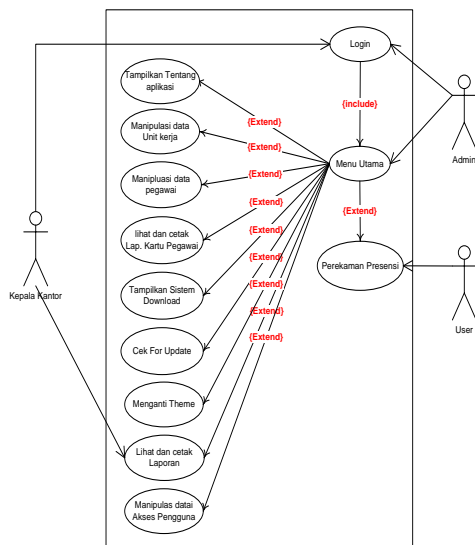 Login
Tampilkan Tentang
aplikasi
{include}
{Extend}
Manipulasi data
Unit kerja
Admin
{Extend}
Menu Utama
Manipluasi data
pegawai
{Extend}
{Extend}
{Extend}
lihat dan cetak
Lap. Kartu Pegawai
{Extend}
Perekaman Presensi
{Extend}
Kepala Kantor
Tampilkan Sistem
Download
{Extend}
{Extend}
User
{Extend}
Cek For Update
Menganti Theme
Lihat dan cetak
Laporan
Manipulas datai
Akses Pengguna